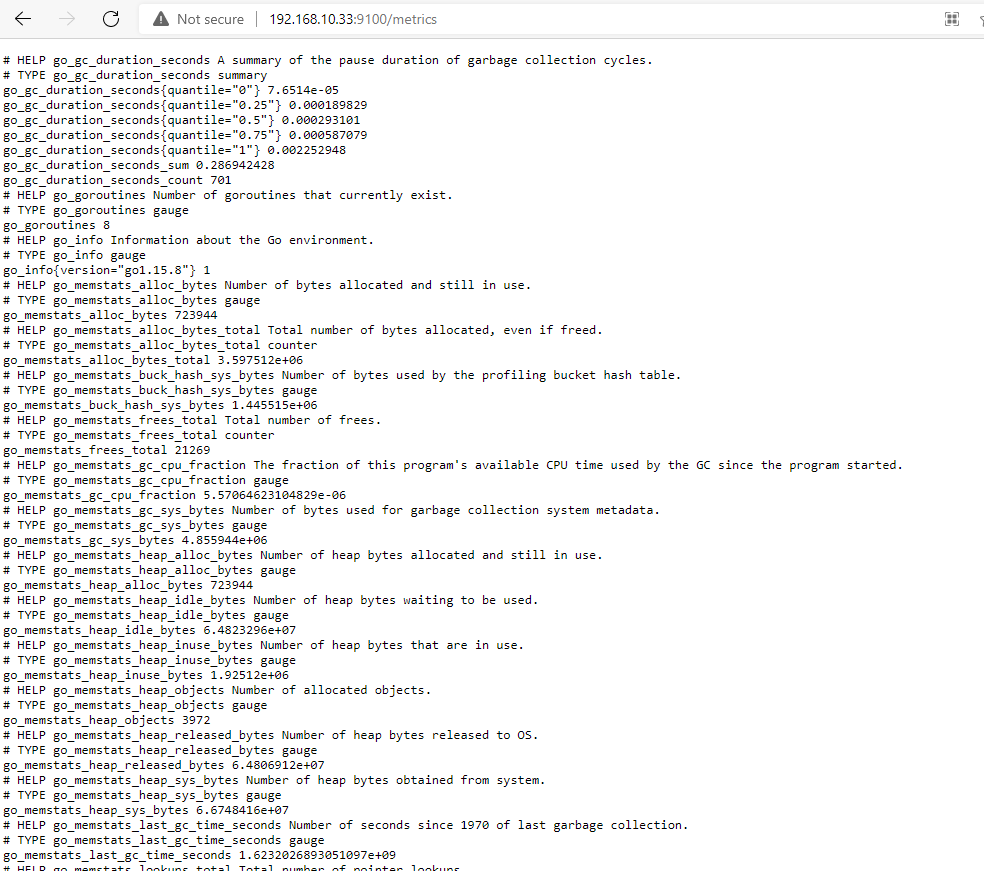 Not secure | 192.168.10.33:9100/metrics
# HELP go_gc_duration_seconds A summary of the pause duration of garbage collection cycles.
# TYPE go_gc_duration_seconds summary
go_gc_duration_seconds{quantile="0"} 7.6514e-05
go_gc_duration_seconds{quantile="0.25"} 0.000189829
go_gc_duration_seconds{quantile="0.5"} 0.000293101
go_gc_duration_seconds{quantile="0.75"} 0.000587079
go_gc_duration_seconds{quantile="1"} 0.002252948
go_gc_duration_seconds_sum 0.286942428
go_gc_duration_seconds_count 701
# HELP go_goroutines Number of goroutines that currently exist.
# TYPE go_goroutines gauge
go_goroutines 8
# HELP go_info Information about the Go environment.
# TYPE go_info gauge
go_info{version="go1.15.8"} 1
# HELP go_memstats_alloc_bytes Number of bytes allocated and still in use.
# TYPE go_memstats_alloc_bytes gauge
go_memstats_alloc_bytes 723944
# HELP go_memstats_alloc_bytes_total Total number of bytes allocated, even if freed.
# TYPE go_memstats_alloc_bytes_total counter
go_memstats_alloc_bytes_total 3.597512e+06
# HELP go_memstats_buck_hash_sys_bytes Number of bytes used by the profiling bucket hash table.
# TYPE go_memstats_buck_hash_sys_bytes gauge
go_memstats_buck_hash_sys_bytes 1.445515e+06
# HELP go_memstats_frees_total Total number of frees.
# TYPE go_memstats_frees_total counter
go_memstats_frees_total 21269
# HELP go_memstats_gc_cpu_fraction The fraction of this program's available CPU time used by the GC since the program started.
# TYPE go_memstats_gc_cpu_fraction gauge
go_memstats_gc_cpu_fraction 5.57064623104829e-06
# HELP go_memstats_gc_sys_bytes Number of bytes used for garbage collection system metadata.
# TYPE go_memstats_gc_sys_bytes gauge
go_memstats_gc_sys_bytes 4.855944e+06
# HELP go_memstats_heap_alloc_bytes Number of heap bytes allocated and still in use.
# TYPE go_memstats_heap_alloc_bytes gauge
go_memstats_heap_alloc_bytes 723944
# HELP go_memstats_heap_idle_bytes Number of heap bytes waiting to be used.
# TYPE go_memstats_heap_idle_bytes gauge
go_memstats_heap_idle_bytes 6.4823296e+07
# HELP go_memstats_heap_inuse_bytes Number of heap bytes that are in use.
# TYPE go_memstats_heap_inuse_bytes gauge
go_memstats_heap_inuse_bytes 1.92512e+06
# HELP go_memstats_heap_objects Number of allocated objects.
# TYPE go_memstats_heap_objects gauge
go_memstats_heap_objects 3972
# HELP go_memstats_heap_released_bytes Number of heap bytes released to OS.
# TYPE go_memstats_heap_released_bytes gauge
go_memstats_heap_released_bytes 6.4806912e+07
# HELP go_memstats_heap_sys_bytes Number of heap bytes obtained from system.
# TYPE go_memstats_heap_sys_bytes gauge
go_memstats_heap_sys_bytes 6.6748416e+07
# HELP go_memstats_last_gc_time_seconds Number of seconds since 1970 of last garbage collection.
# TYPE go_memstats_last_gc_time_seconds gauge
go_memstats_last_gc_time_seconds 1.6232026893051097e+09
# HELP go_memstats_lookups_total Total number of pointer lookups.